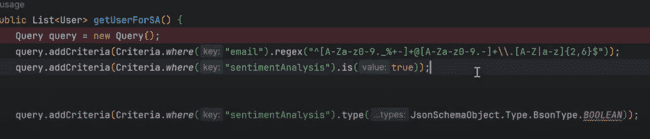 usage
public List<User> getUserForSA() {
Query query = new Query();
query.addCriteria(Criteria.where( key: "email").regex("^[A-Za-z0-9._%+-]+@[A-Za-z0-9.-]+\\.[A-Z|a-z]{2,6}$"));
query.addCriteria(Criteria.where( key: "sentimentAnalysis").is( value: true));
query.addCriteria(Criteria.where( key: "sentimentAnalysis").type( ...types: JsonSchemaObject.Type.BsonType.BOOLEAN));